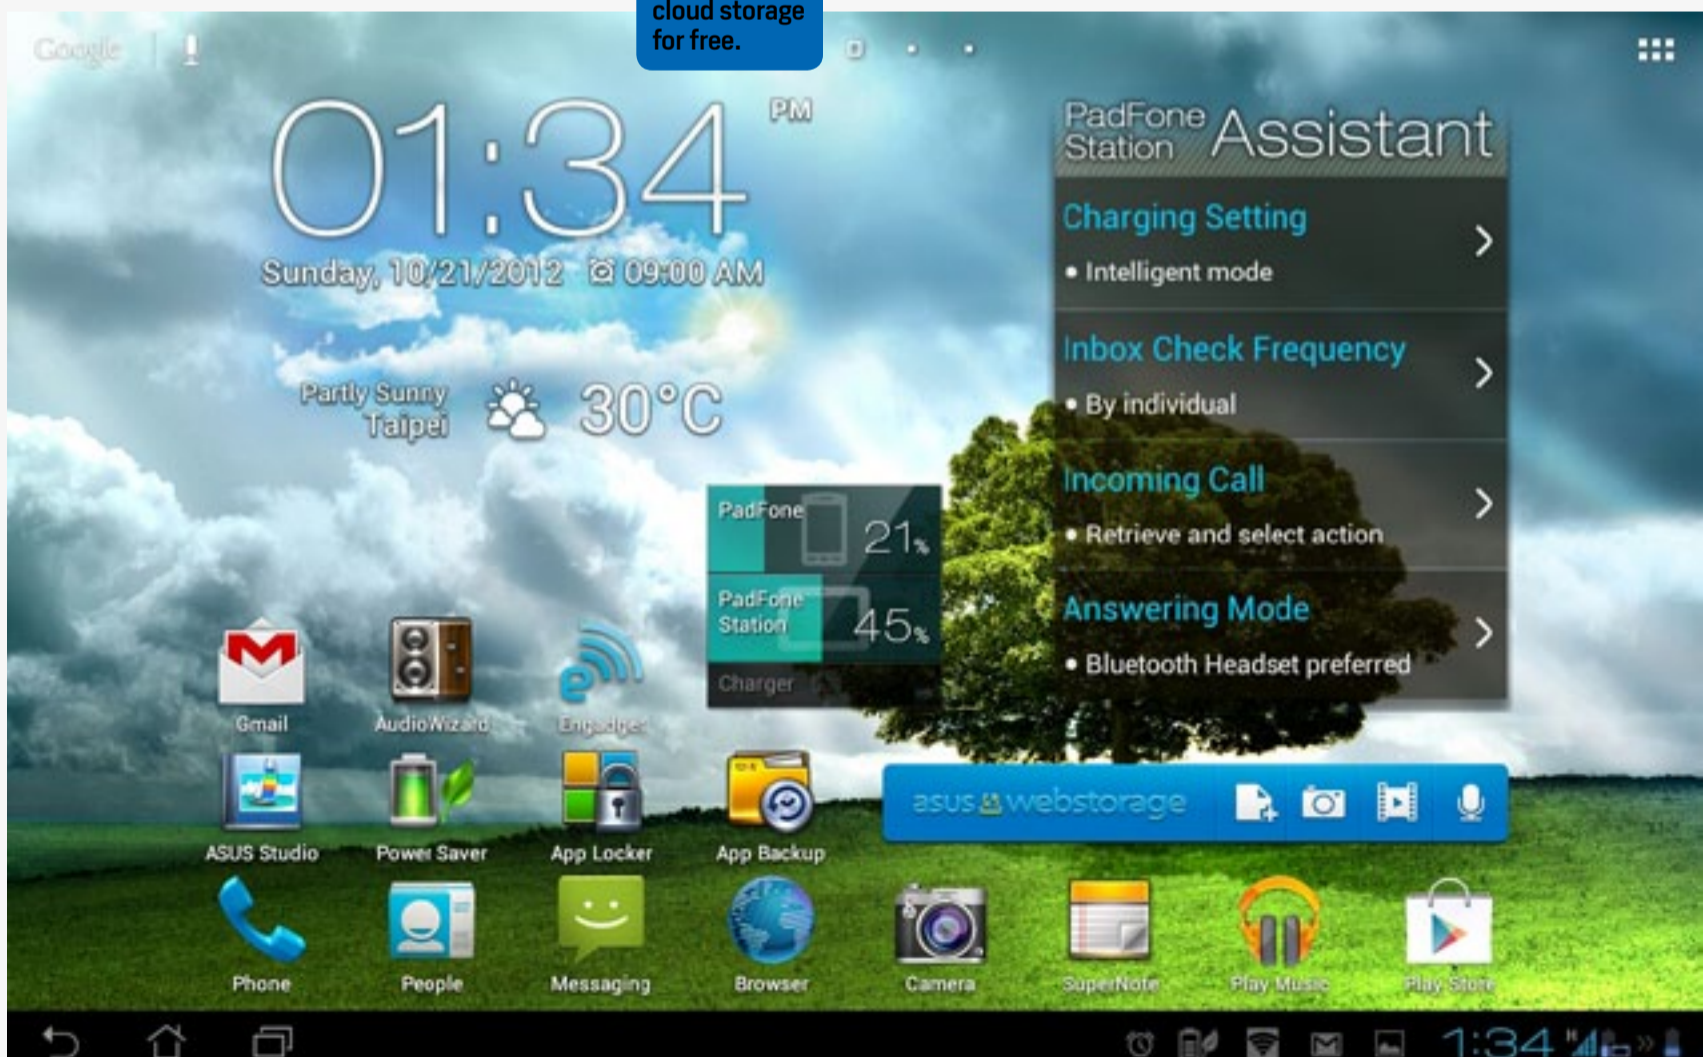 cloud storage
for free.
Google
01:34 PM
Sunday, 10/21/2012 09:00 AM
Partly Sunny
Taipei
30°C
PadFone
Station
Assistant
Charging Setting
• Intelligent mode
Inbox Check Frequency
• By individual
Incoming Call
• Retrieve and select action
Answering Mode
• Bluetooth Headset preferred
PadFone
21%
PadFone
Station
45%
Charger
Gmail
AudioWizard
Engadget
ASUS Studio
Power Saver
App Locker
App Backup
asus webstorage
Phone
People
Messaging
Browser
Camera
SuperNote
Play Music
Play Store
1:34 H